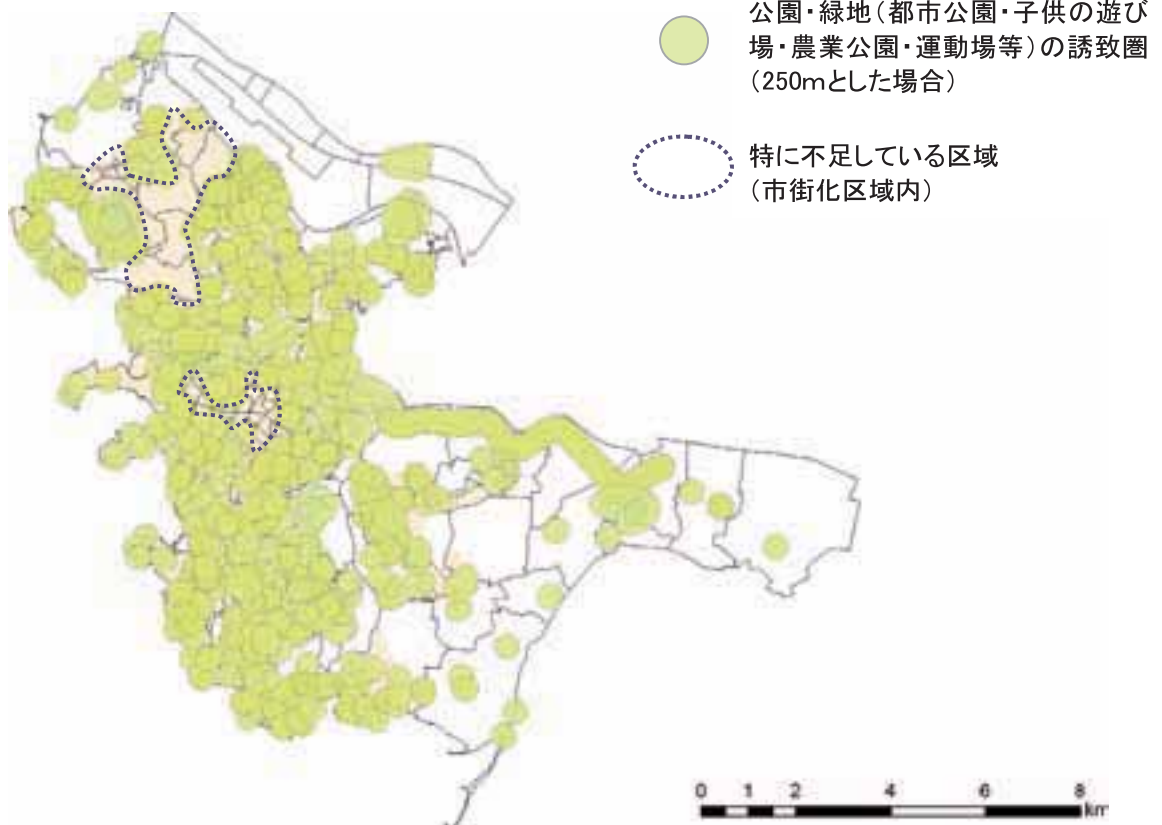 公園・緑地（都市公園・子供の遊び
場・農業公園・運動場等）の誘致圏
（250mとした場合）
特に不足している区域
（市街化区域内）
0 1 2 4 6 8
km